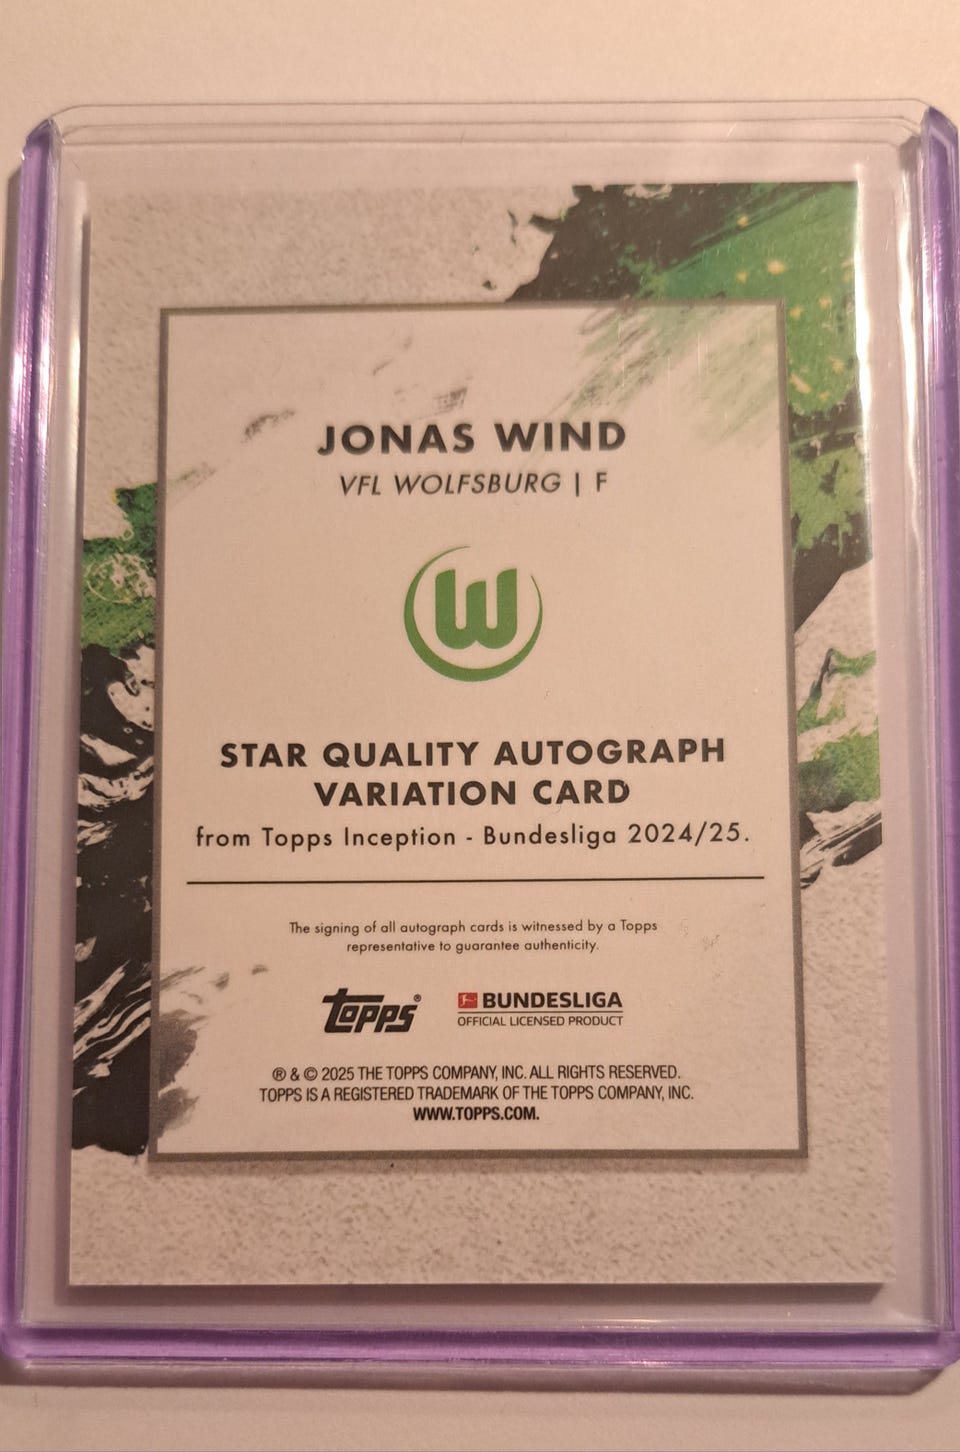 JONAS WIND
VFL WOLFSBURG | F
W
STAR QUALITY AUTOGRAPH
VARIATION CARD
from Topps Inception - Bundesliga 2024/25.
The signing of all autograph cards is witnessed by a Topps
representative to guarantee authenticity.
topps®
BUNDESLIGA
OFFICIAL LICENSED PRODUCT
® & © 2025 THE TOPPS COMPANY, INC. ALL RIGHTS RESERVED.
TOPPS IS A REGISTERED TRADEMARK OF THE TOPPS COMPANY, INC.
WWW.TOPPS.COM.